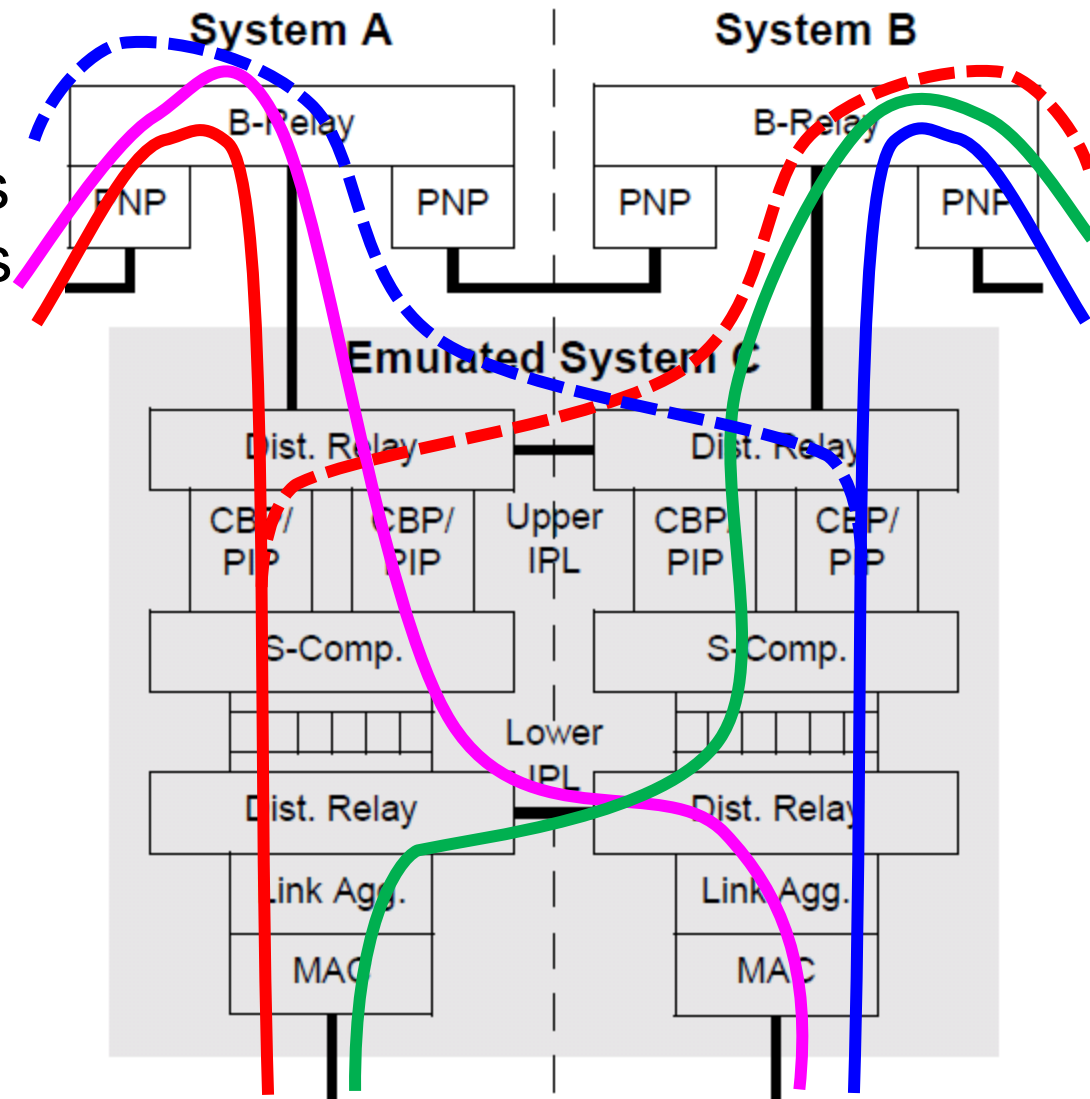 System A
System B
B-Relay
B-Relay
s
PNP
PNP
PNP
PNP
s
Emulated System C
Dist. Relay
Dist. Relay
CBP/
PIP
CBP/
PIP
Upper
IPL
CBP/
PIP
CBP/
PIP
S-Comp.
S-Comp.
Lower
IPL
Dist. Relay
Dist. Relay
Link Agg.
Link Agg.
MAC
MAC